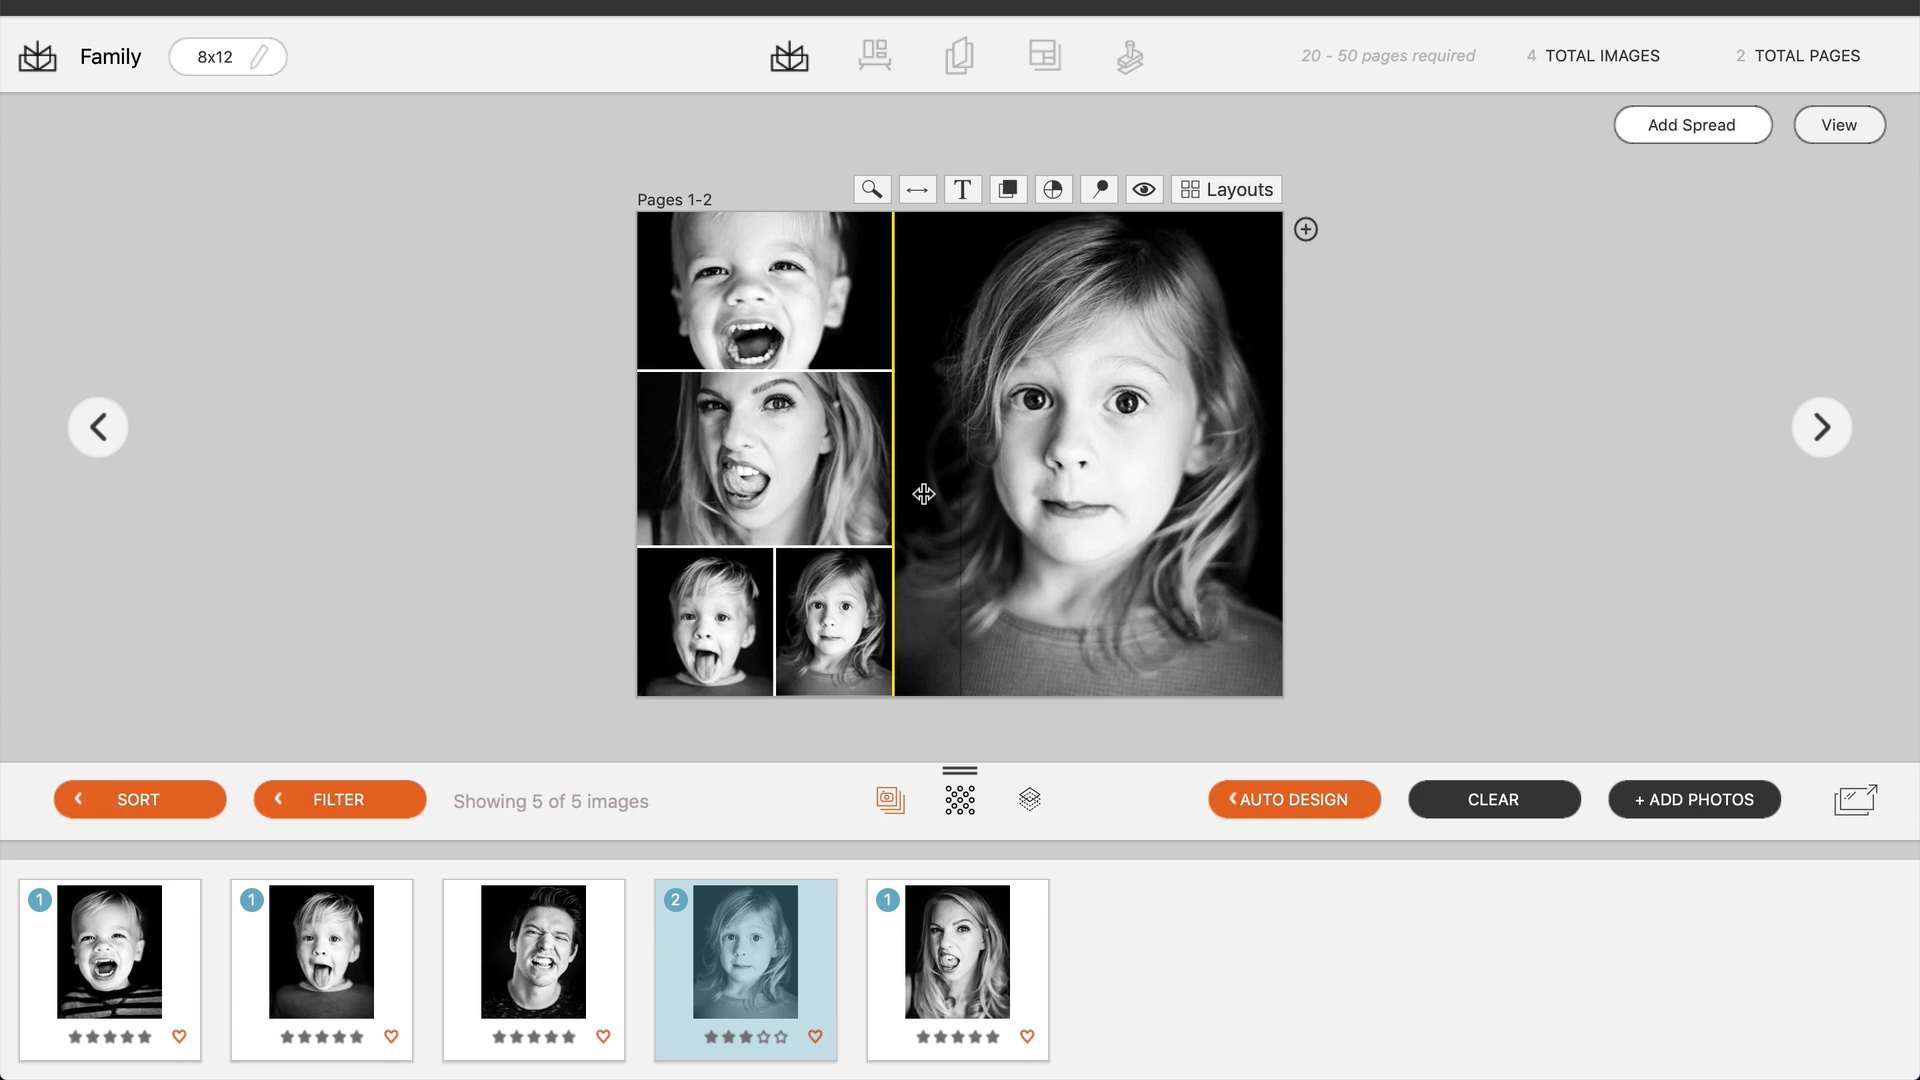 Family
8x12
20 - 50 pages required
4 TOTAL IMAGES
2 TOTAL PAGES
Add Spread
View
Pages 1-2
T
Layouts
SORT
FILTER
Showing 5 of 5 images
AUTO DESIGN
CLEAR
+ ADD PHOTOS
1
1
2
1